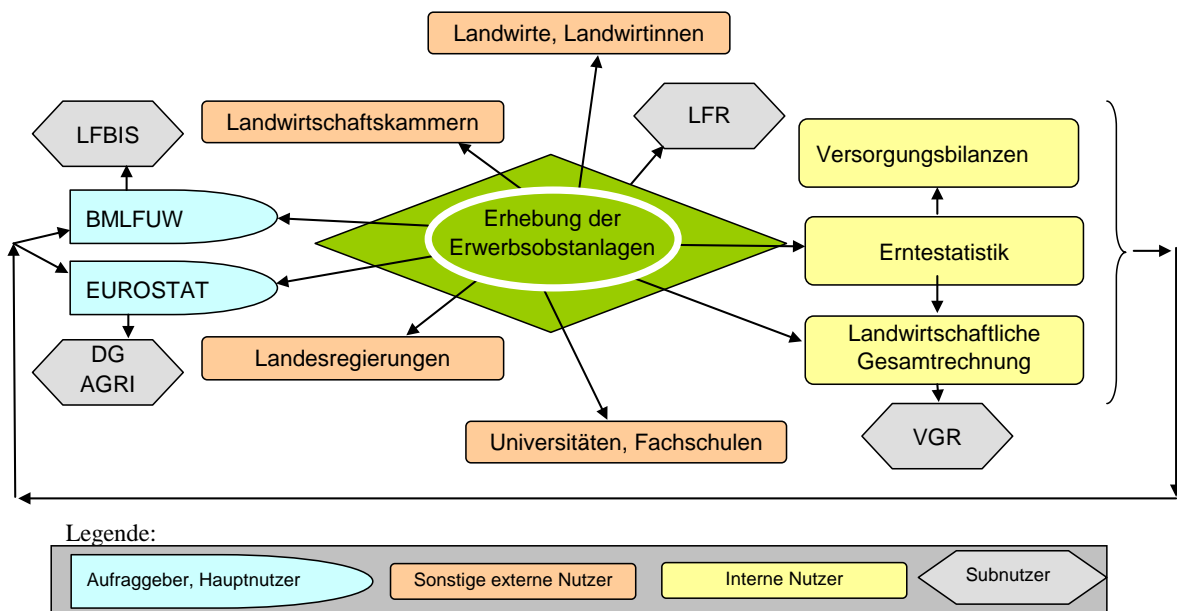 Landwirte, Landwirtinnen
LFBIS
Landwirtschaftskammern
LFR
Versorgungsbilanzen
BMLFUW
Erhebung der
Erwerbsobstanlagen
Erntestatistik
EUROSTAT
Landwirtschaftliche
Gesamtrechnung
DG
AGRI
Landesregierungen
Universitäten, Fachschulen
VGR
Legende:
Aufraggeber, Hauptnutzer
Sonstige externe Nutzer
Interne Nutzer
Subnutzer